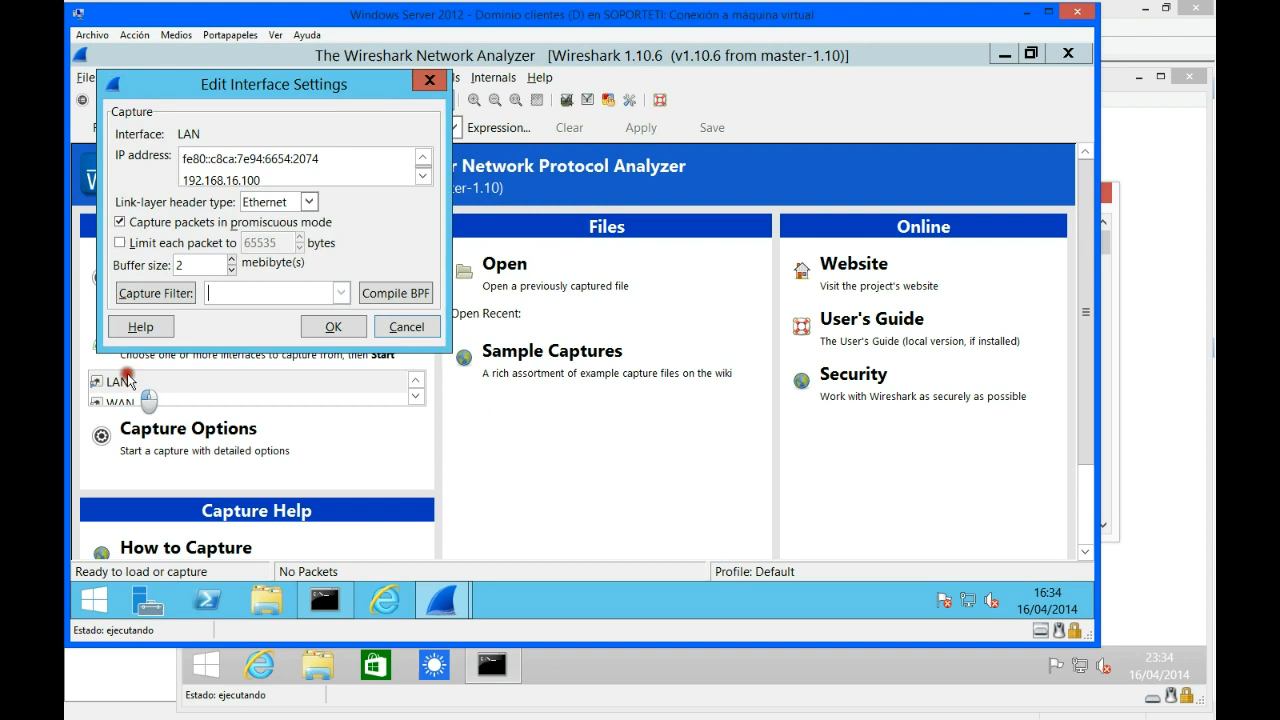 Windows Server 2012 - Dominio clientes (D) en SOPORTETI: Conexión a máquina virtual
Archivo Acción Medios Portapapeles Ver Ayuda
The Wireshark Network Analyzer [Wireshark 1.10.6 (v1.10.6 from master-1.10)]
File Internals Help
Edit Interface Settings
Expression... Clear Apply Save
Capture
Interface: LAN
IP address: fe80::c8ca:7e94:6654:2074
192.168.16.100
Link-layer header type: Ethernet
Capture packets in promiscuous mode
Limit each packet to 65535 bytes
Buffer size: 2 mebibyte(s)
Capture Filter: Compile BPF
Help OK Cancel
Network Protocol Analyzer
Choose one or more interfaces to capture from, then Start
LAN
WAN
Capture Options
Start a capture with detailed options
Capture Help
How to Capture
Files
Open
Open a previously captured file
Open Recent:
Sample Captures
A rich assortment of example capture files on the wiki
Online
Website
Visit the project's website
User's Guide
The User's Guide (local version, if installed)
Security
Work with Wireshark as securely as possible
Ready to load or capture No Packets Profile: Default
16:34
16/04/2014
Estado: ejecutando
23:34
16/04/2014
Estado: ejecutando